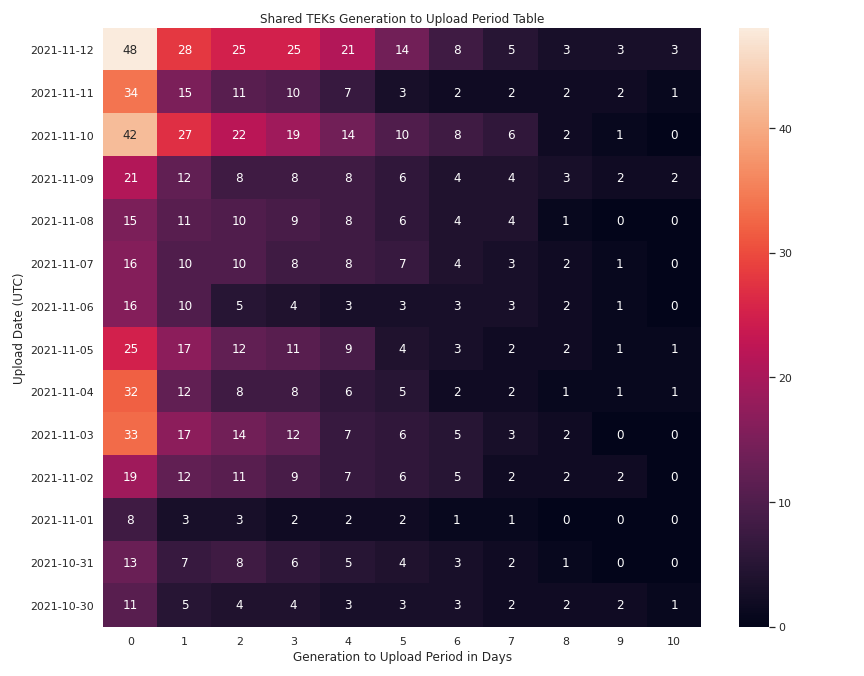 Shared TEKs Generation to Upload Period Table
2021-11-12 48 28 25 25 21 14 8 5 3 3 3
2021-11-11 34 15 11 10 7 3 2 2 2 2 1
2021-11-10 42 27 22 19 14 10 8 6 2 1 0
2021-11-09 21 12 8 8 8 6 4 4 3 2 2
2021-11-08 15 11 10 9 8 6 4 4 1 0 0
2021-11-07 16 10 10 8 8 7 4 3 2 1 0
2021-11-06 16 10 5 4 3 3 3 3 2 1 0
2021-11-05 25 17 12 11 9 4 3 2 2 1 1
2021-11-04 32 12 8 8 6 5 2 2 1 1 1
2021-11-03 33 17 14 12 7 6 5 3 2 0 0
2021-11-02 19 12 11 9 7 6 5 2 2 2 0
2021-11-01 8 3 3 2 2 2 1 1 0 0 0
2021-10-31 13 7 8 6 5 4 3 2 1 0 0
2021-10-30 11 5 4 4 3 3 3 2 2 2 1
0 1 2 3 4 5 6 7 8 9 10
Generation to Upload Period in Days
Upload Date (UTC)
40
30
20
10
0